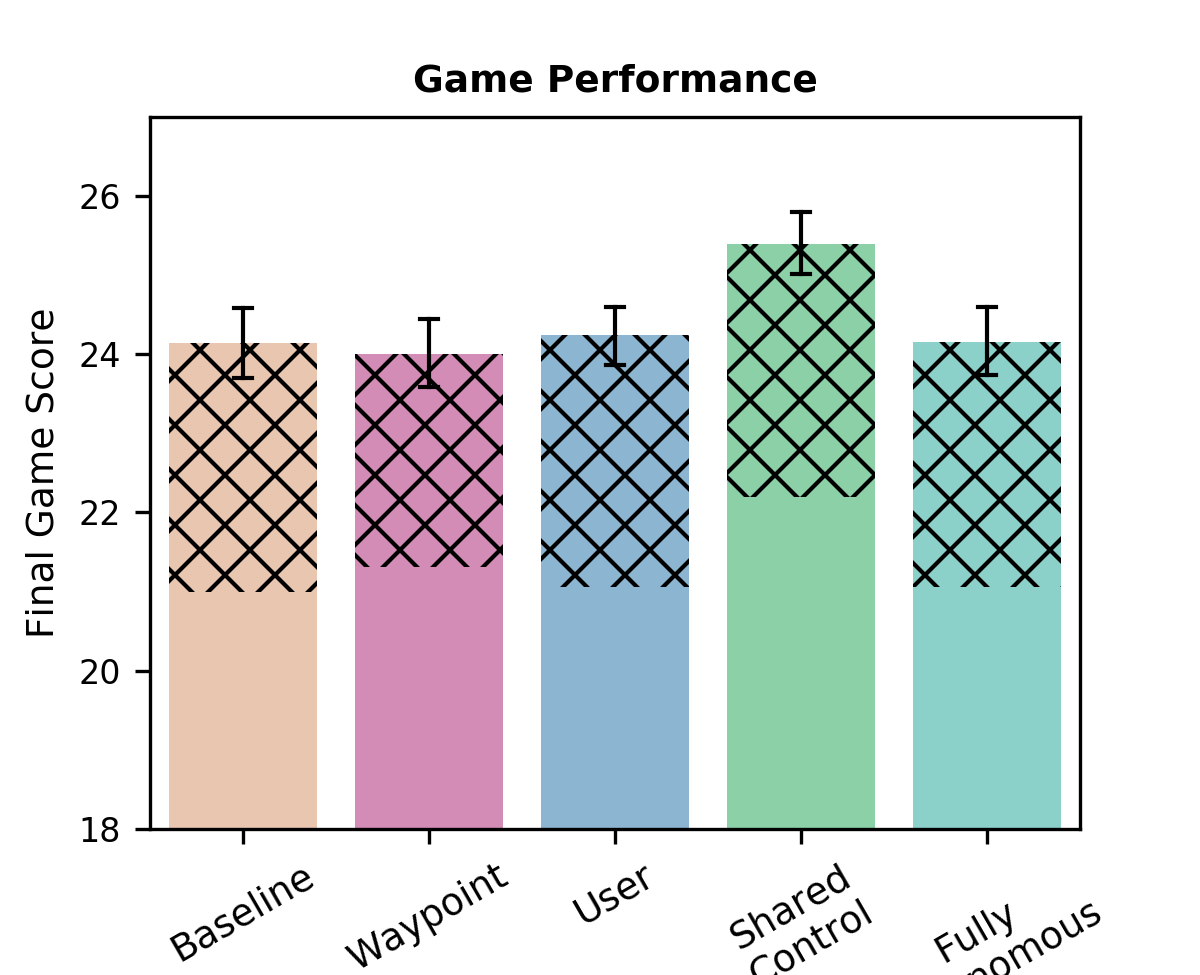 Game Performance
Final Game Score
26
24
22
20
18
Baseline
Waypoint
User
Shared
Control
Fully
nomous